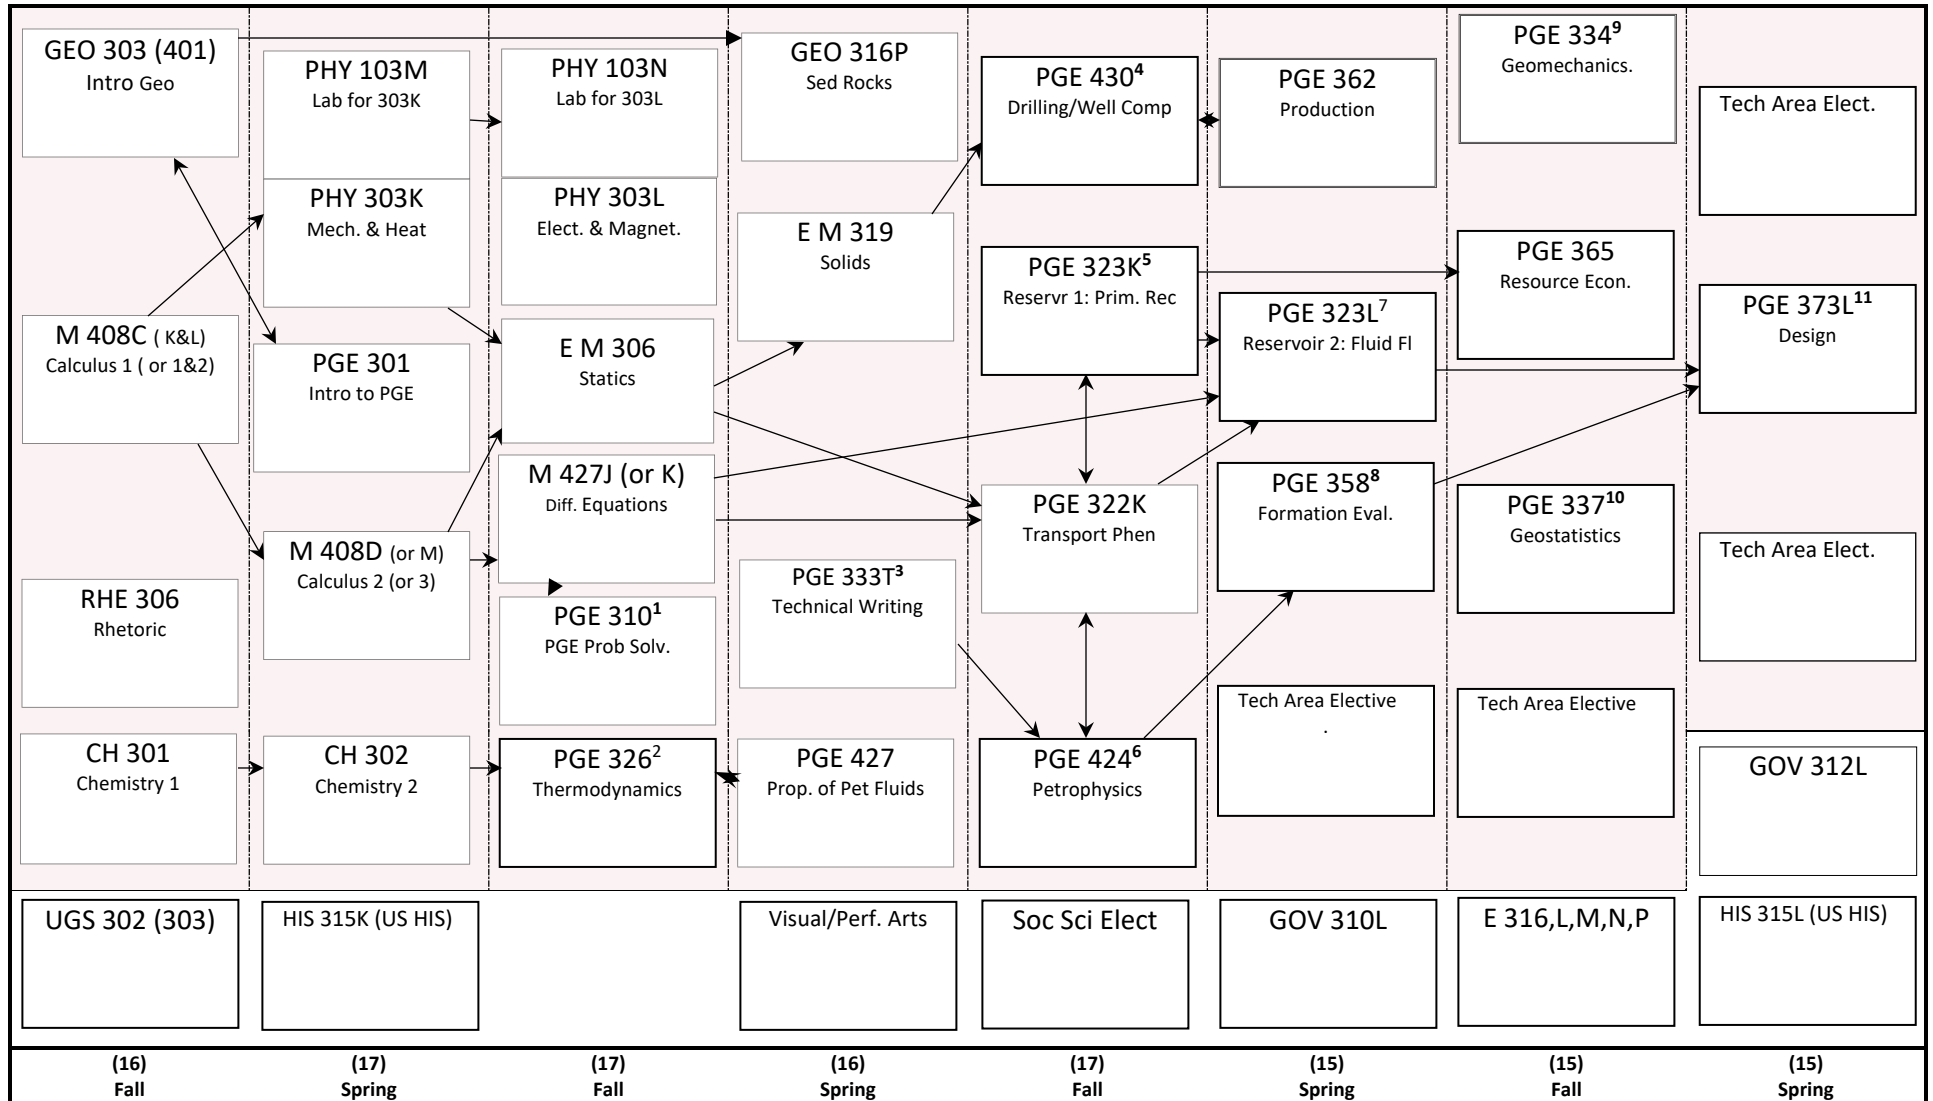 GEO 303 (401)
Intro Geo
M 408C ( K&L)
Calculus 1 ( or 1&2)
RHE 306
Rhetoric
CH 301
Chemistry 1
UGS 302 (303)
(16)
Fall
PHY 103M
Lab for 303K
PHY 303K
Mech. & Heat
PGE 301
Intro to PGE
M 408D (or M)
Calculus 2 (or 3)
CH 302
Chemistry 2
HIS 315K (US HIS)
(17)
Spring
PHY 103N
Lab for 303L
PHY 303L
Elect. & Magnet.
E M 306
Statics
M 427J (or K)
Diff. Equations
PGE 310¹
PGE Prob Solv.
PGE 326²
Thermodynamics
(17)
Fall
GEO 316P
Sed Rocks
E M 319
Solids
PGE 333T³
Technical Writing
PGE 427
Prop. of Pet Fluids
Visual/Perf. Arts
(16)
Spring
PGE 430⁴
Drilling/Well Comp
PGE 323K⁵
Reservr 1: Prim. Rec
PGE 322K
Transport Phen
PGE 424⁶
Petrophysics
Soc Sci Elect
(17)
Fall
PGE 362
Production
PGE 323L⁷
Reservoir 2: Fluid Fl
PGE 358⁸
Formation Eval.
Tech Area Elective
.
GOV 310L
(15)
Spring
PGE 334⁹
Geomechanics.
PGE 365
Resource Econ.
PGE 337¹⁰
Geostatistics
Tech Area Elective
E 316,L,M,N,P
(15)
Fall
Tech Area Elect.
PGE 373L¹¹
Design
Tech Area Elect.
GOV 312L
HIS 315L (US HIS)
(15)
Spring